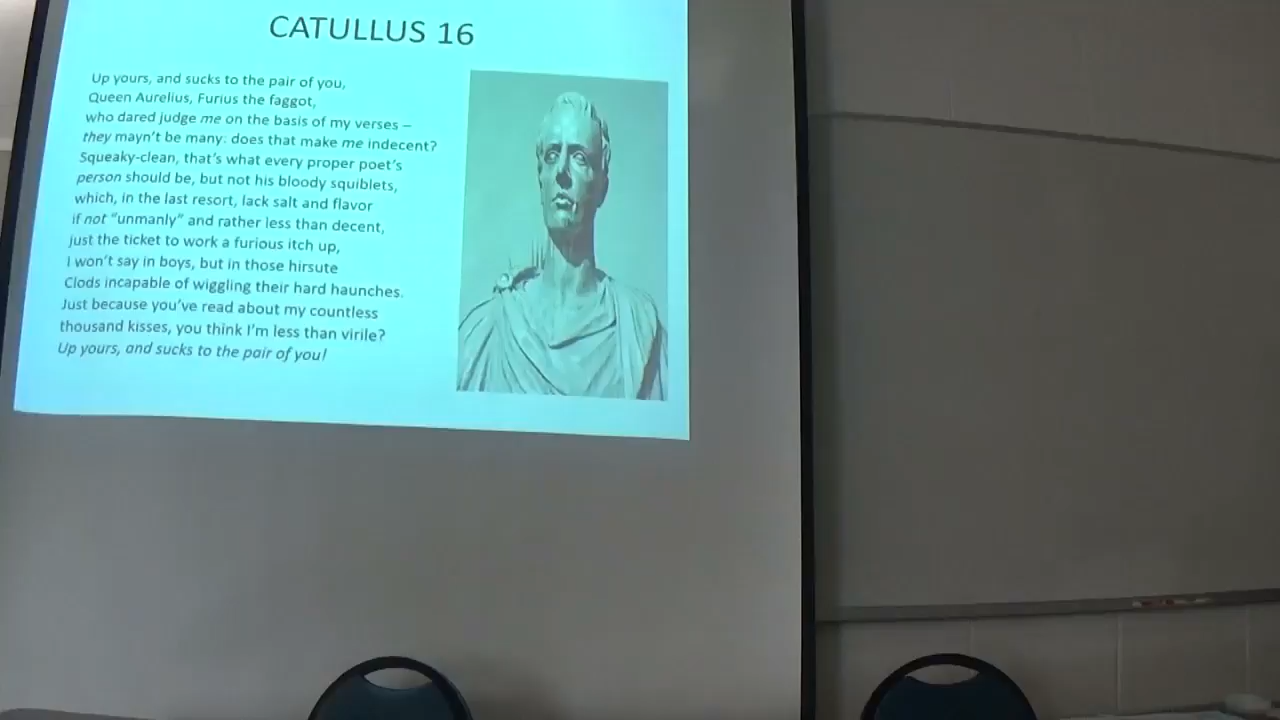 CATULLUS 16
Up yours, and sucks to the pair of you,
Queen Aurelius, Furius the faggot,
who dared judge me on the basis of my verses –
they mayn't be many: does that make me indecent?
Squeaky-clean, that's what every proper poet's
person should be, but not his bloody squiblets,
which, in the last resort, lack salt and flavor
if not "unmanly" and rather less than decent,
just the ticket to work a furious itch up,
I won't say in boys, but in those hirsute
Clods incapable of wiggling their hard haunches.
Just because you've read about my countless
thousand kisses, you think I'm less than virile?
Up yours, and sucks to the pair of you!